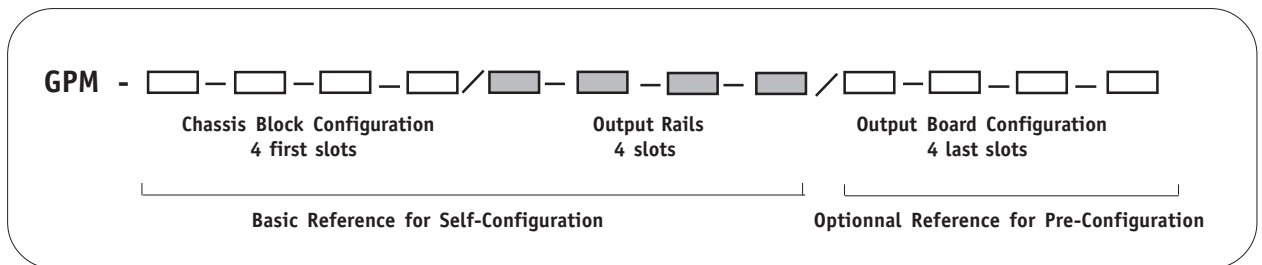 GPM - – – – / – – – / – – –
Chassis Block Configuration Output Rails Output Board Configuration
4 first slots 4 slots 4 last slots
Basic Reference for Self-Configuration Optionnal Reference for Pre-Configuration